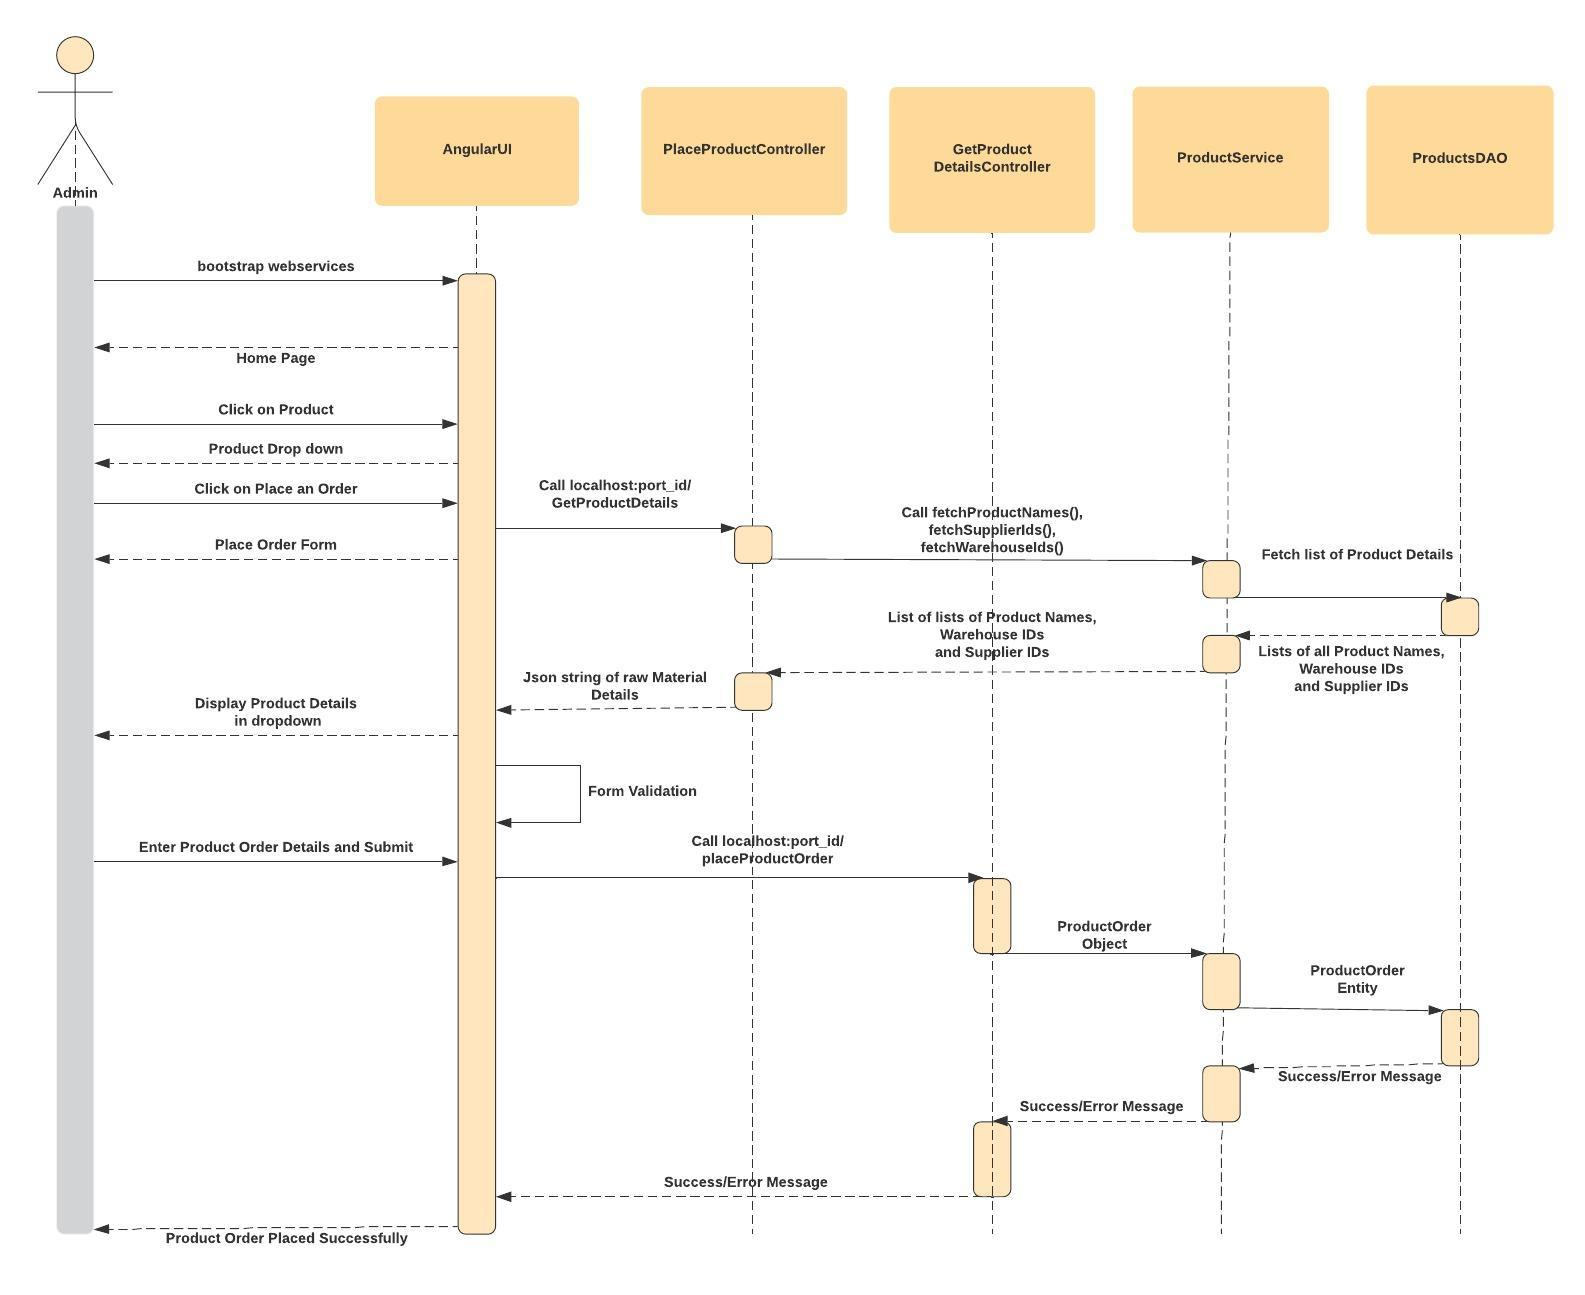 Admin
AngularUI
PlaceProductController
GetProduct
DetailsController
ProductService
ProductsDAO
bootstrap webservices
Home Page
Click on Product
Product Drop down
Click on Place an Order
Call localhost:port_id/
GetProductDetails
Place Order Form
Call fetchProductNames(),
fetchSupplierIds(),
fetchWarehouseIds()
Fetch list of Product Details
List of lists of Product Names,
Warehouse IDs
and Supplier IDs
Lists of all Product Names,
Warehouse IDs
and Supplier IDs
Json string of raw Material
Details
Display Product Details
in dropdown
Form Validation
Enter Product Order Details and Submit
Call localhost:port_id/
placeProductOrder
ProductOrder
Object
ProductOrder
Entity
Success/Error Message
Success/Error Message
Success/Error Message
Product Order Placed Successfully